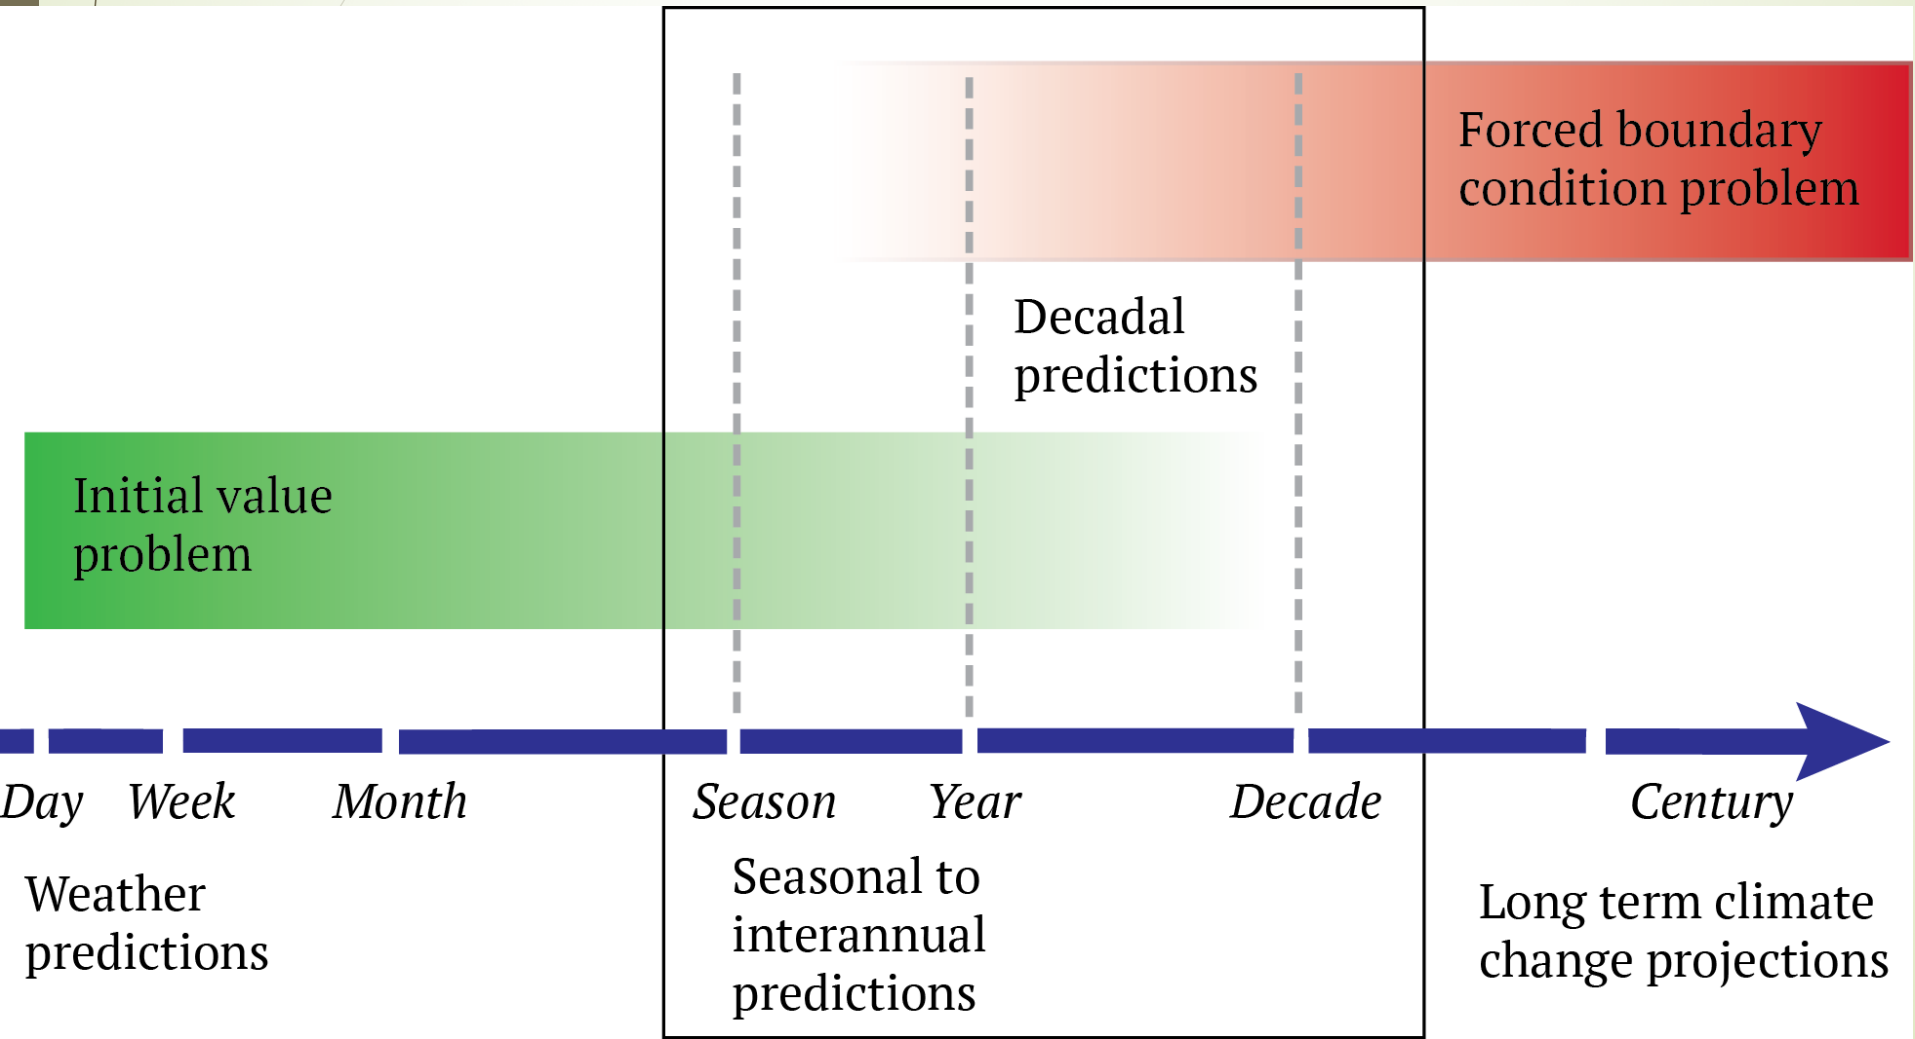 Forced boundary
condition problem
Decadal
predictions
Initial value
problem
Day Week Month Season Year Decade Century
Weather
predictions
Seasonal to
interannual
predictions
Long term climate
change projections